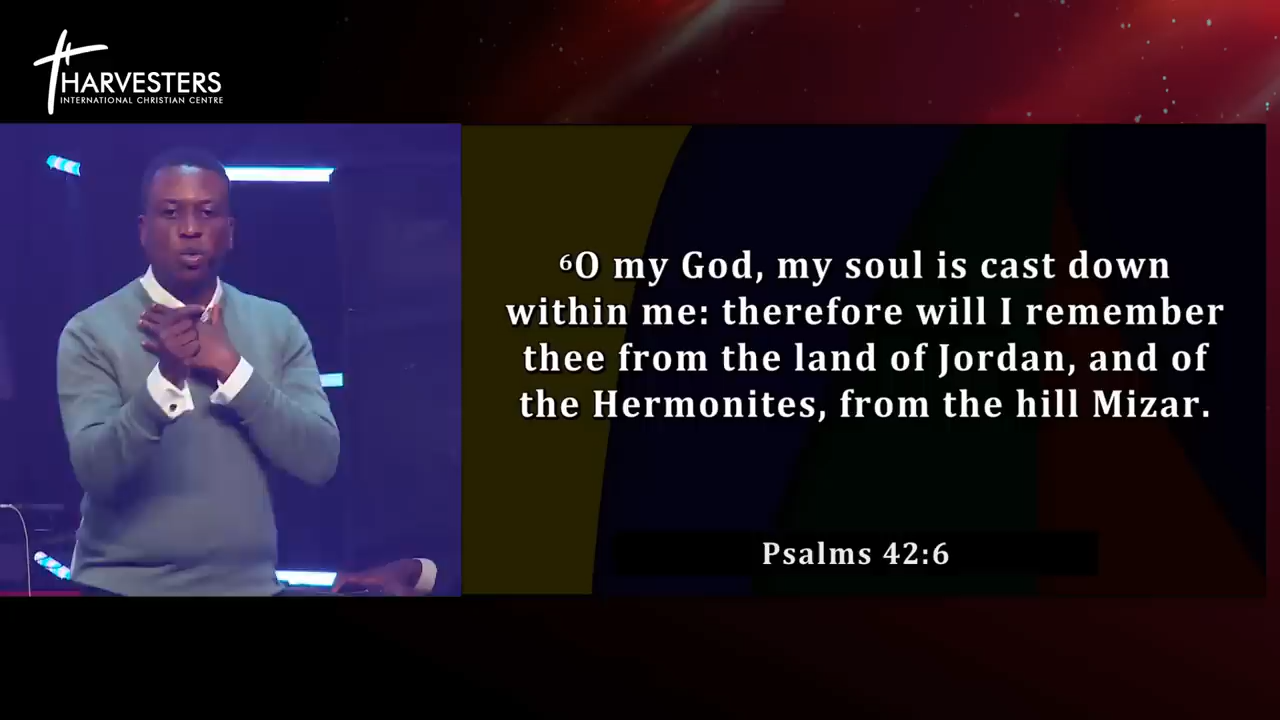 HARVESTERS
INTERNATIONAL CHRISTIAN CENTRE
⁶O my God, my soul is cast down
within me: therefore will I remember
thee from the land of Jordan, and of
the Hermonites, from the hill Mizar.
Psalms 42:6